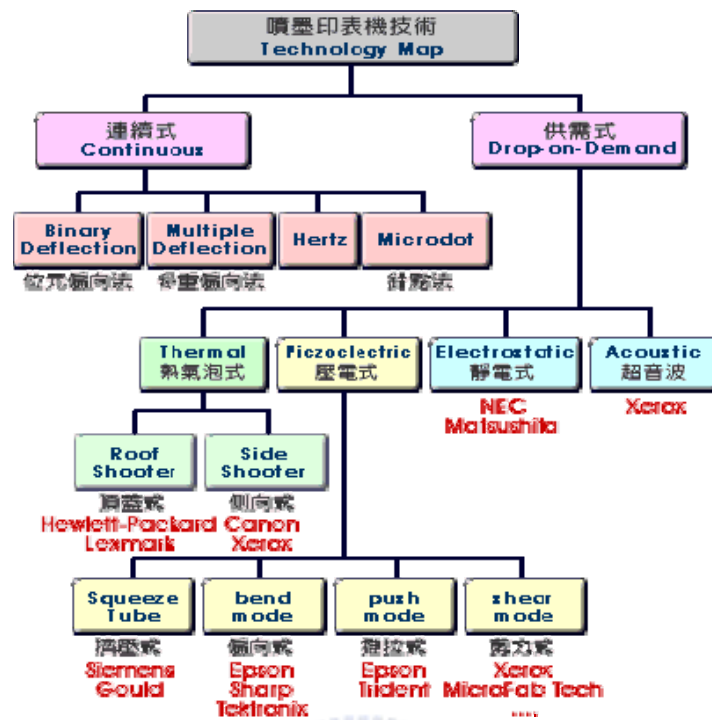 噴墨印表機技術
Technology Map
連續式
Continuous
供需式
Drop-on-Demand
Binary
Deflection
Multiple
Deflection
Hertz
Microdot
位元偏向法
多重偏向法
Thermal
熱氣泡式
Piezoelectric
壓電式
Electrostatic
靜電式
Acoustic
超音波
NEC
Matsushita
Xerox
Roof
Shooter
Side
Shooter
頂蓋式
側向式
Hewlett-Packard
Lexmark
Canon
Xerox
Squeeze
Tube
bend
mode
push
mode
shear
mode
擠壓式
偏向式
推拉式
剪力式
Siemens
Gould
Epson
Sharp
Tektronix
Epson
Trident
Xerox
MicroFab Tech
....